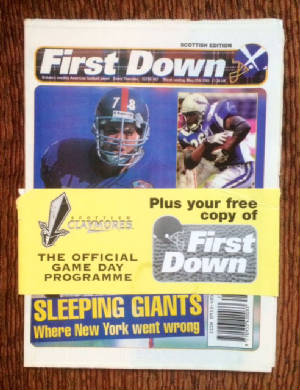 SCOTTISH EDITION
First Down
78
Plus your free
copy of
SCOTTISH
CLAYMORES
First
Down
THE OFFICIAL
GAME DAY
PROGRAMME
SLEEPING GIANTS
Where New York went wrong